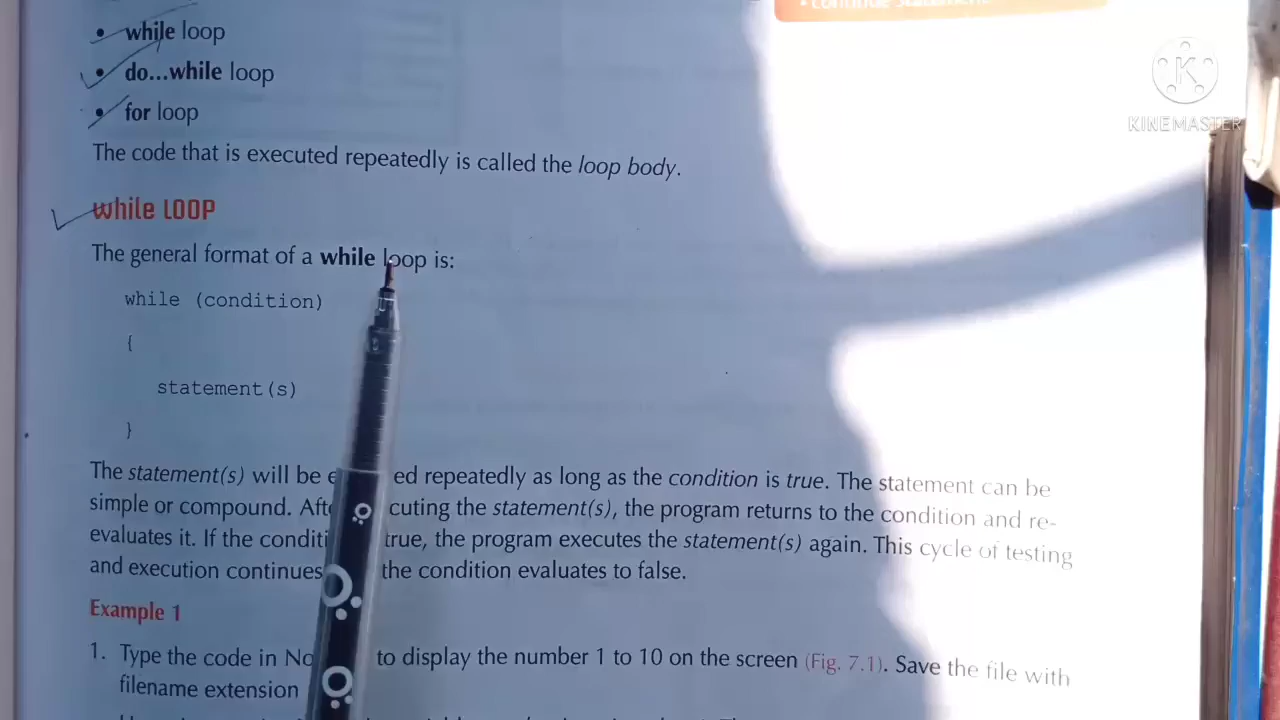 continue statement
KINEMASTER
• while loop
• do...while loop
• for loop
The code that is executed repeatedly is called the loop body.
while LOOP
The general format of a while loop is:
while (condition)
{
statement(s)
}
The statement(s) will be ed repeatedly as long as the condition is true. The statement can be
simple or compound. cuting the statement(s), the program returns to the condition and re-
evaluates it. If the true, the program executes the statement(s) again. This cycle of testing
and execution continues the condition evaluates to false.
Example 1
1. Type the code in to display the number 1 to 10 on the screen (Fig. 7.1). Save the file with
filename extension